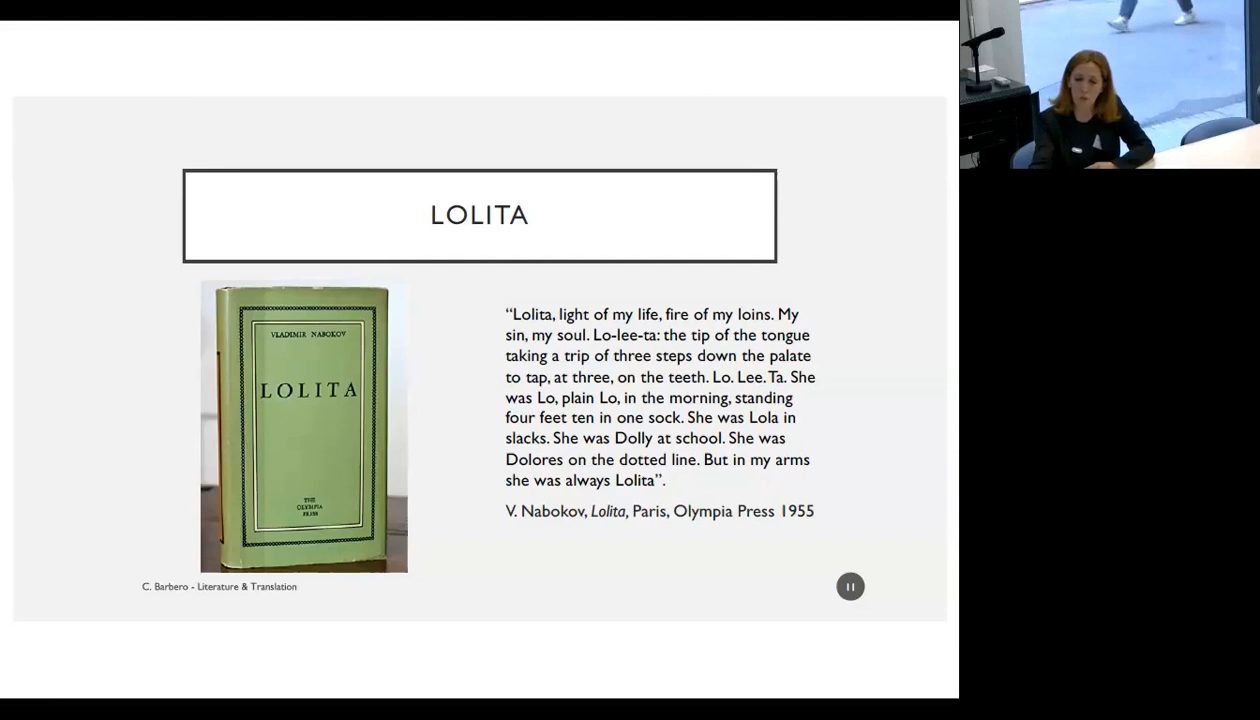 LOLITA
VLADIMIR NABOKOV
LOLITA
THE
OLYMPIA
PRESS
“Lolita, light of my life, fire of my loins. My
sin, my soul. Lo-lee-ta: the tip of the tongue
taking a trip of three steps down the palate
to tap, at three, on the teeth. Lo. Lee. Ta. She
was Lo, plain Lo, in the morning, standing
four feet ten in one sock. She was Lola in
slacks. She was Dolly at school. She was
Dolores on the dotted line. But in my arms
she was always Lolita”.
V. Nabokov, Lolita, Paris, Olympia Press 1955
C. Barbero - Literature & Translation
11